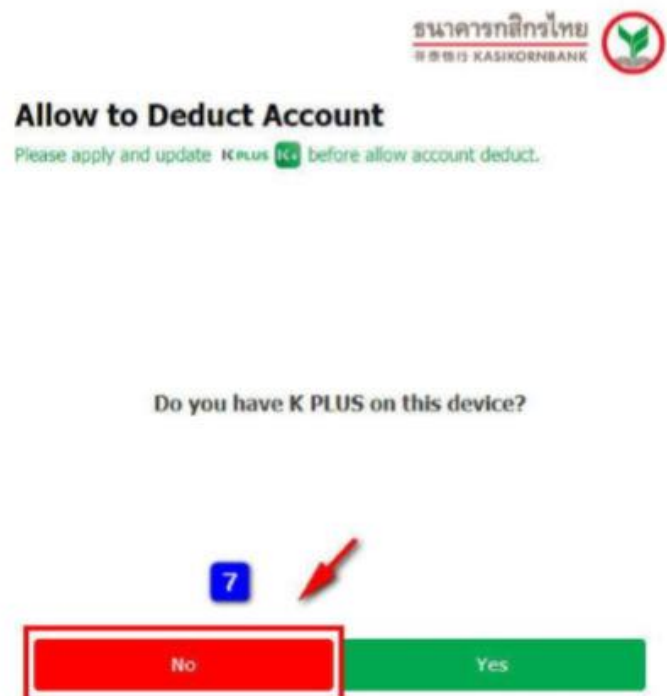 ธนาคารกสิกรไทย
KASIKORNBANK
Allow to Deduct Account
Please apply and update K PLUS K+ before allow account deduct.
Do you have K PLUS on this device?
7
No
Yes